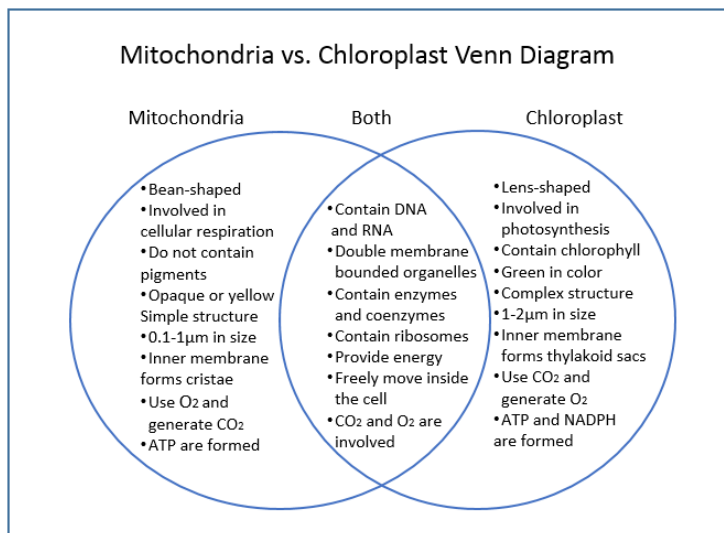 Mitochondria vs. Chloroplast Venn Diagram
Mitochondria
Both
Chloroplast
•Bean-shaped
•Involved in
cellular respiration
•Do not contain
pigments
•Opaque or yellow
Simple structure
•0.1-1µm in size
•Inner membrane
forms cristae
•Use O₂ and
generate CO₂
•ATP are formed
•Contain DNA
and RNA
•Double membrane
bounded organelles
•Contain enzymes
and coenzymes
•Contain ribosomes
•Provide energy
•Freely move inside
the cell
•CO₂ and O₂ are
involved
•Lens-shaped
•Involved in
photosynthesis
•Contain chlorophyll
•Green in color
•Complex structure
•1-2µm in size
•Inner membrane
forms thylakoid sacs
•Use CO₂ and
generate O₂
•ATP and NADPH
are formed